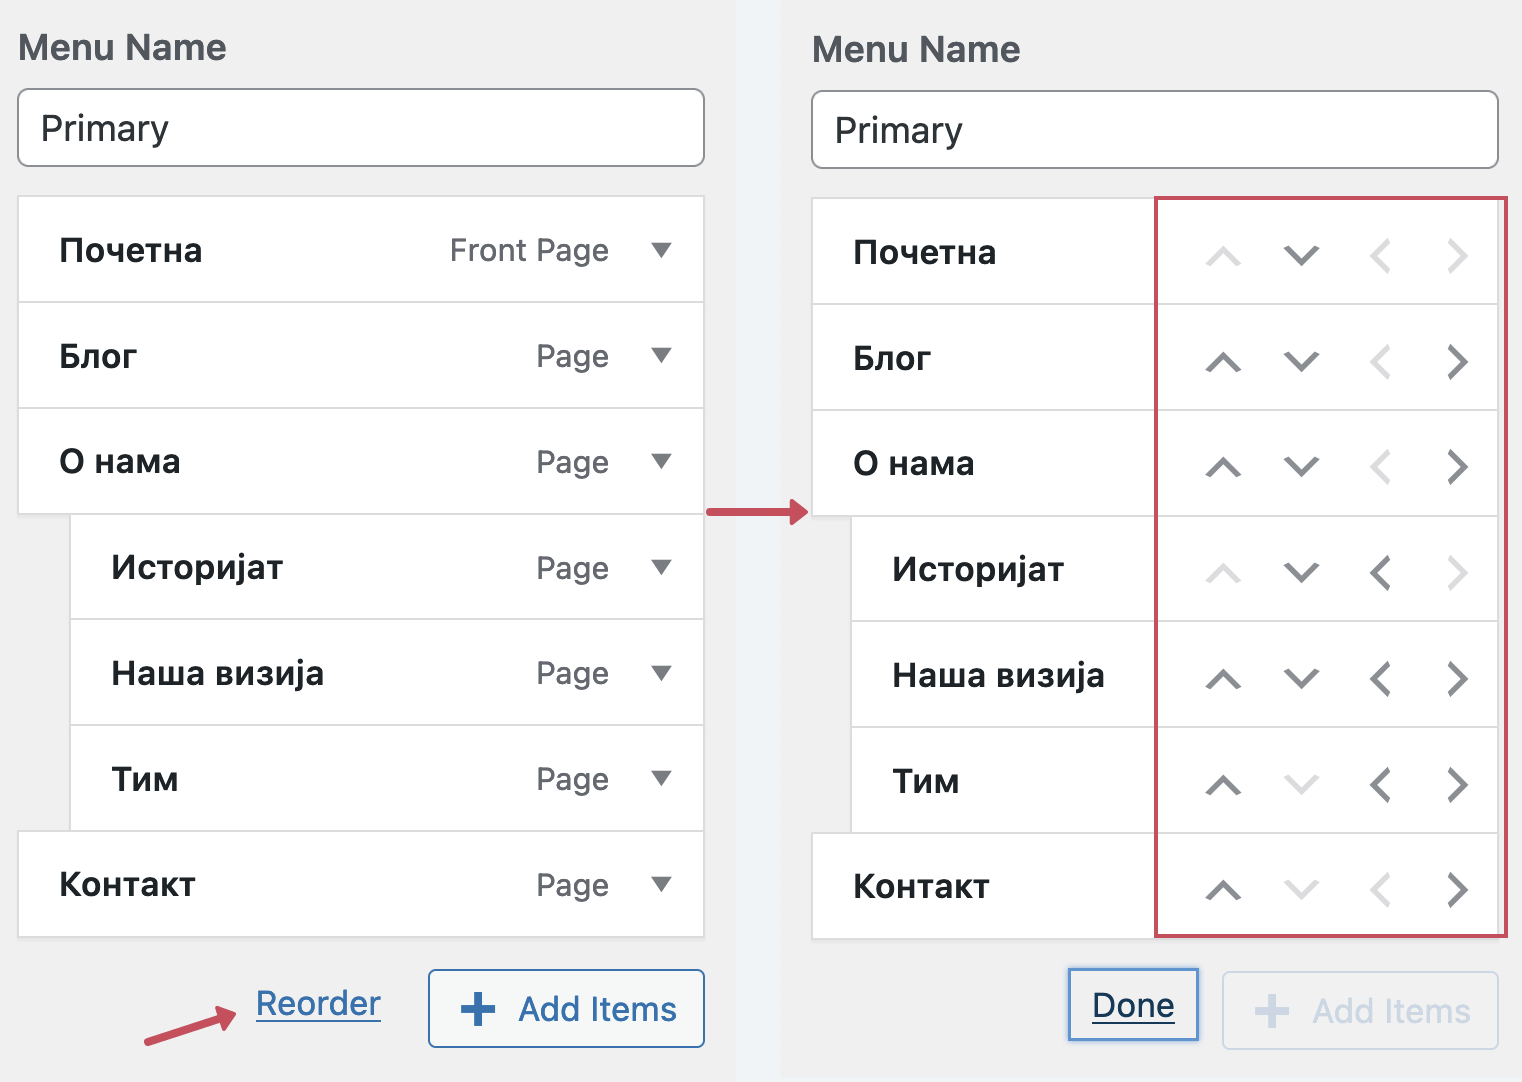 Menu Name
Primary
Почетна Front Page
Блог Page
О нама Page
Историјат Page
Наша визија Page
Тим Page
Контакт Page
Reorder
Add Items
Menu Name
Primary
Почетна
Блог
О нама
Историјат
Наша визија
Тим
Контакт
Done
Add Items